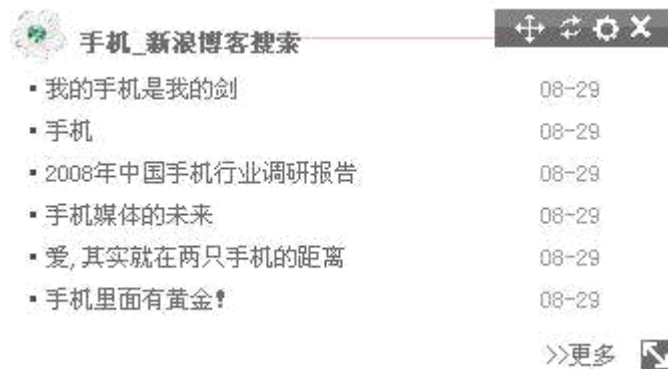 手机_新浪博客搜索
▪ 我的手机是我的剑 08-29
▪ 手机 08-29
▪ 2008年中国手机行业调研报告 08-29
▪ 手机媒体的未来 08-29
▪ 爱,其实就在两只手机的距离 08-29
▪ 手机里面有黄金! 08-29
>>更多